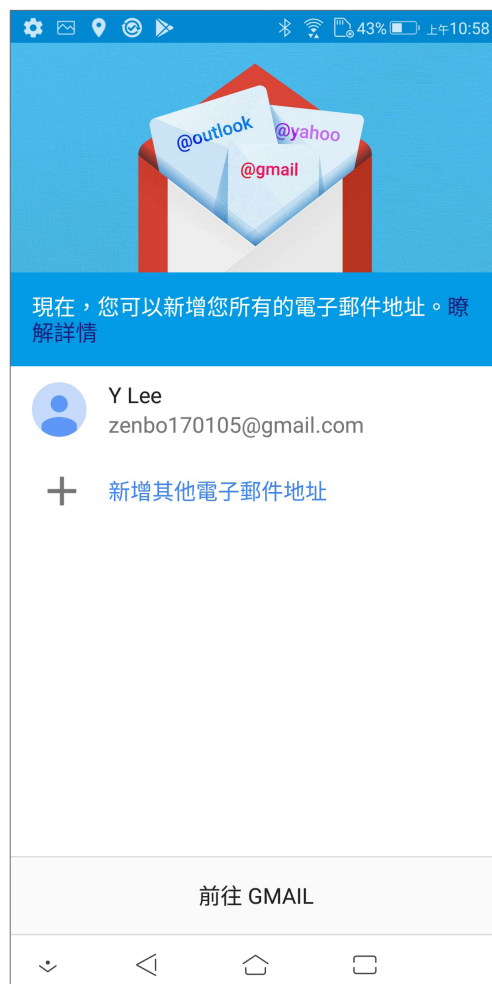 43% 上午10:58
@outlook
@yahoo
@gmail
現在，您可以新增您所有的電子郵件地址。瞭
解詳情
Y Lee
zenbo170105@gmail.com
新增其他電子郵件地址
前往 GMAIL